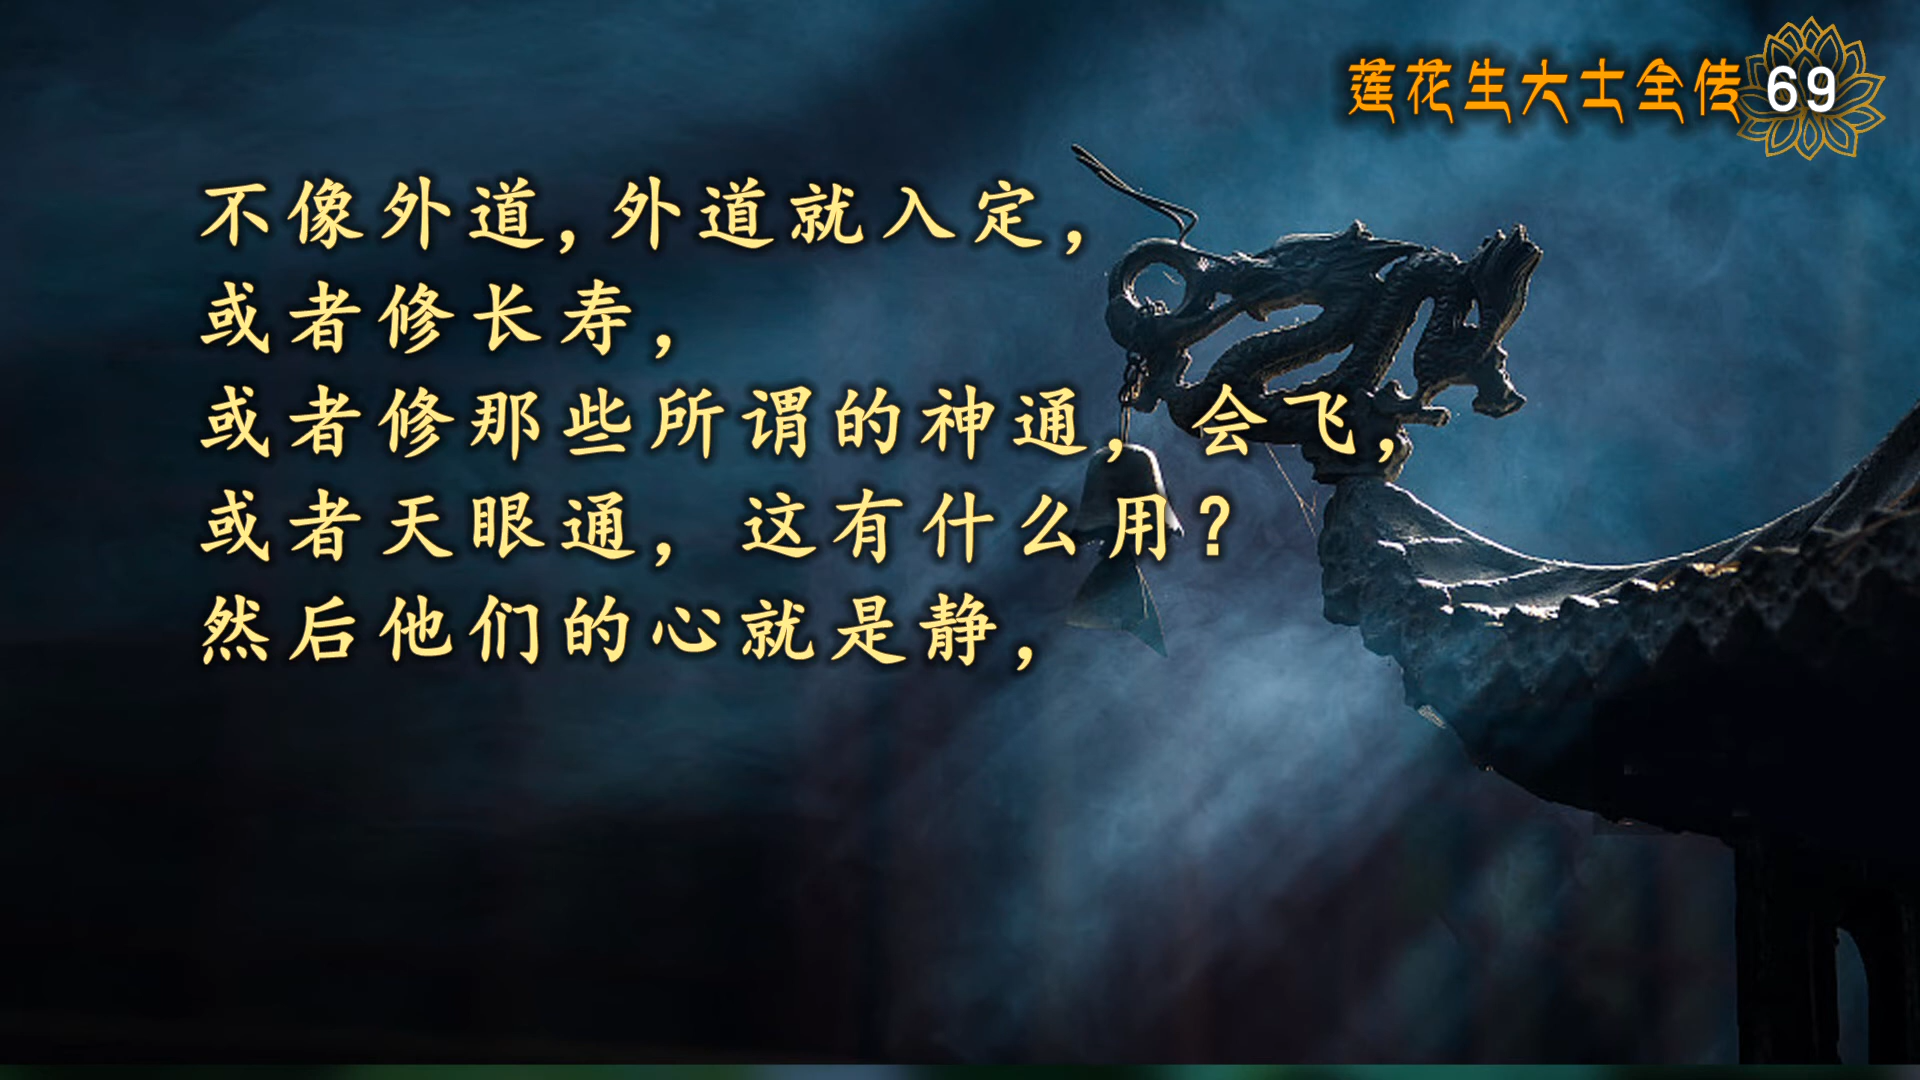 莲花生大士全传 69
不像外道,外道就入定,
或者修长寿,
或者修那些所谓的神通,会飞,
或者天眼通,这有什么用?
然后他们的心就是静,